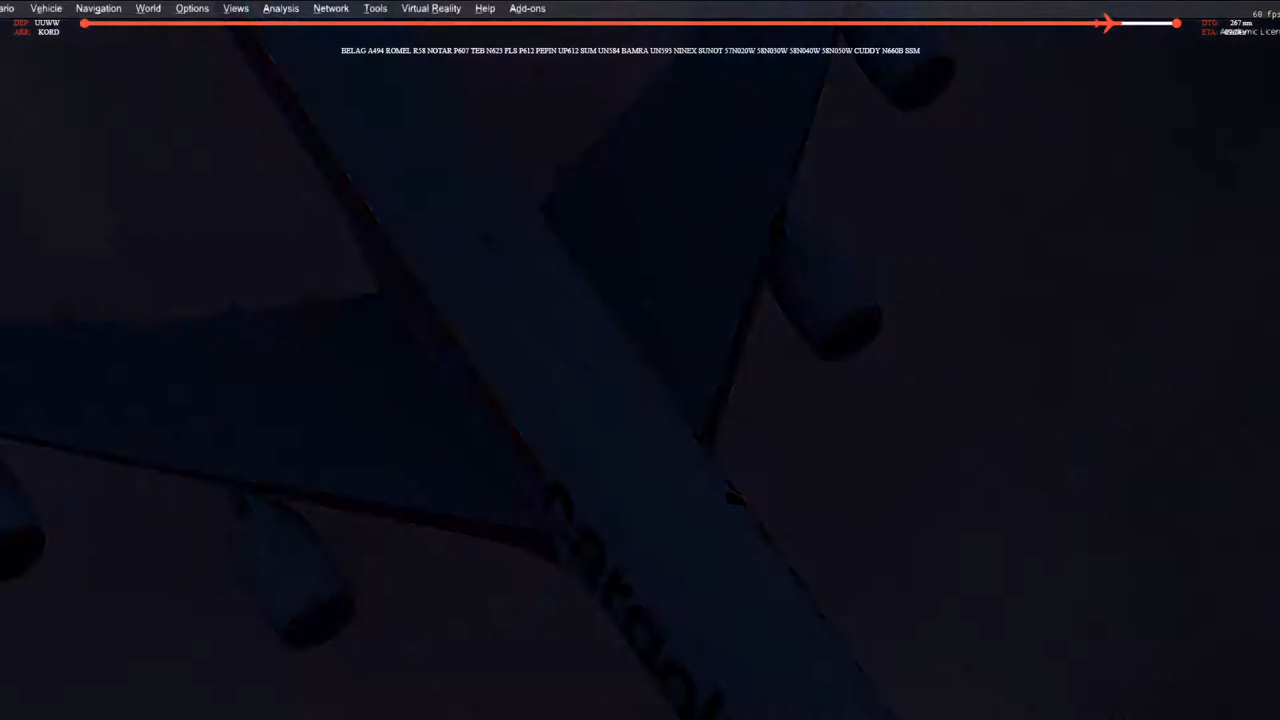 ario Vehicle Navigation World Options Views Analysis Network Tools Virtual Reality Help Add-ons
60 fps
DEP: UUWW
ARR: KORD
DTG: 267 nm
ETA:
BELAG A494 ROMEL R58 NOTAR P607 TEB N623 FLS P612 PEPIN UP612 SUM UN584 BAMRA UN593 NINEX SUNOT 57N020W 58N030W 58N040W 58N050W CUDDY N660B SSM